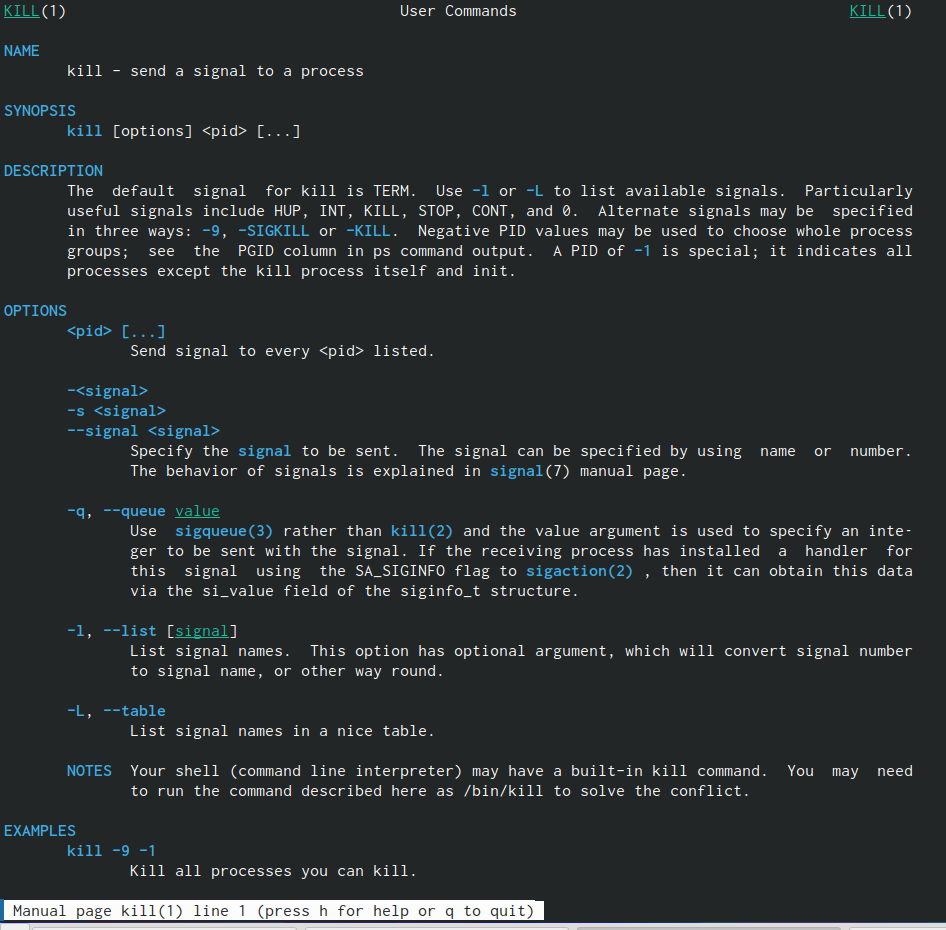 KILL(1) User Commands KILL(1)
NAME
kill - send a signal to a process
SYNOPSIS
kill [options] <pid> [...]
DESCRIPTION
The default signal for kill is TERM. Use -l or -L to list available signals. Particularly
useful signals include HUP, INT, KILL, STOP, CONT, and 0. Alternate signals may be specified
in three ways: -9, -SIGKILL or -KILL. Negative PID values may be used to choose whole process
groups; see the PGID column in ps command output. A PID of -1 is special; it indicates all
processes except the kill process itself and init.
OPTIONS
<pid> [...]
Send signal to every <pid> listed.
-<signal>
-s <signal>
--signal <signal>
Specify the signal to be sent. The signal can be specified by using name or number.
The behavior of signals is explained in signal(7) manual page.
-q, --queue value
Use sigqueue(3) rather than kill(2) and the value argument is used to specify an inte-
ger to be sent with the signal. If the receiving process has installed a handler for
this signal using the SA_SIGINFO flag to sigaction(2) , then it can obtain this data
via the si_value field of the siginfo_t structure.
-l, --list [signal]
List signal names. This option has optional argument, which will convert signal number
to signal name, or other way round.
-L, --table
List signal names in a nice table.
NOTES Your shell (command line interpreter) may have a built-in kill command. You may need
to run the command described here as /bin/kill to solve the conflict.
EXAMPLES
kill -9 -1
Kill all processes you can kill.
Manual page kill(1) line 1 (press h for help or q to quit)